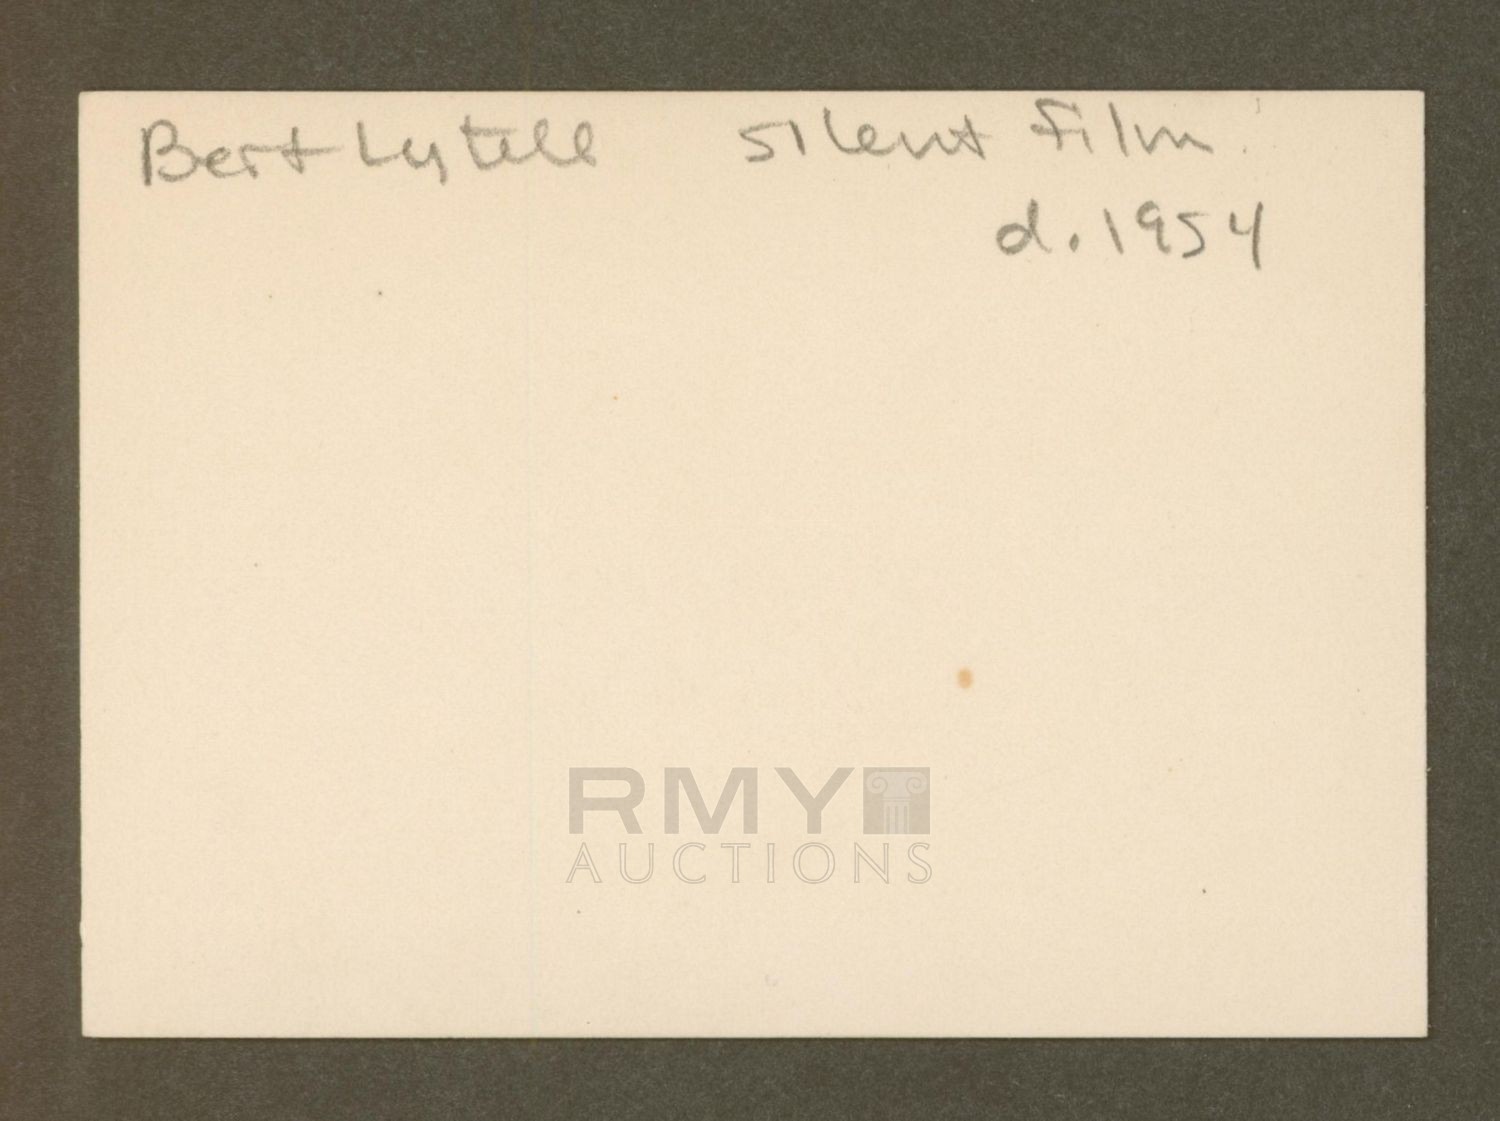 Bert Lytell silent film
d. 1954
RMY
AUCTIONS